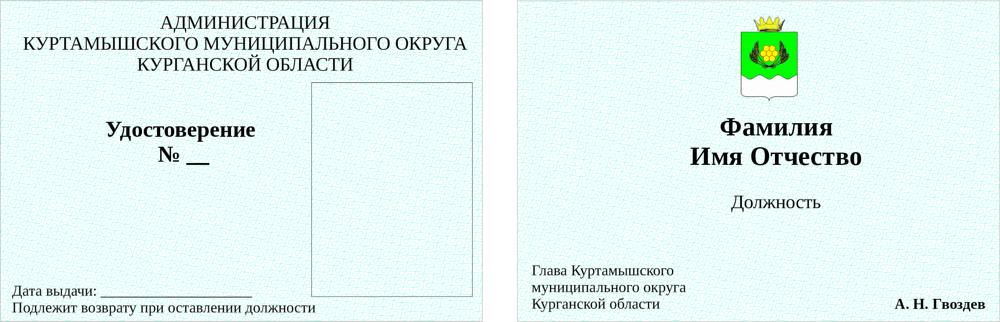 АДМИНИСТРАЦИЯ
КУРТАМЫШСКОГО МУНИЦИПАЛЬНОГО ОКРУГА
КУРГАНСКОЙ ОБЛАСТИ
Удостоверение
№ __
Дата выдачи: ____________________
Подлежит возврату при оставлении должности
Фамилия
Имя Отчество
Должность
Глава Куртамышского
муниципального округа
Курганской области
А. Н. Гвоздев